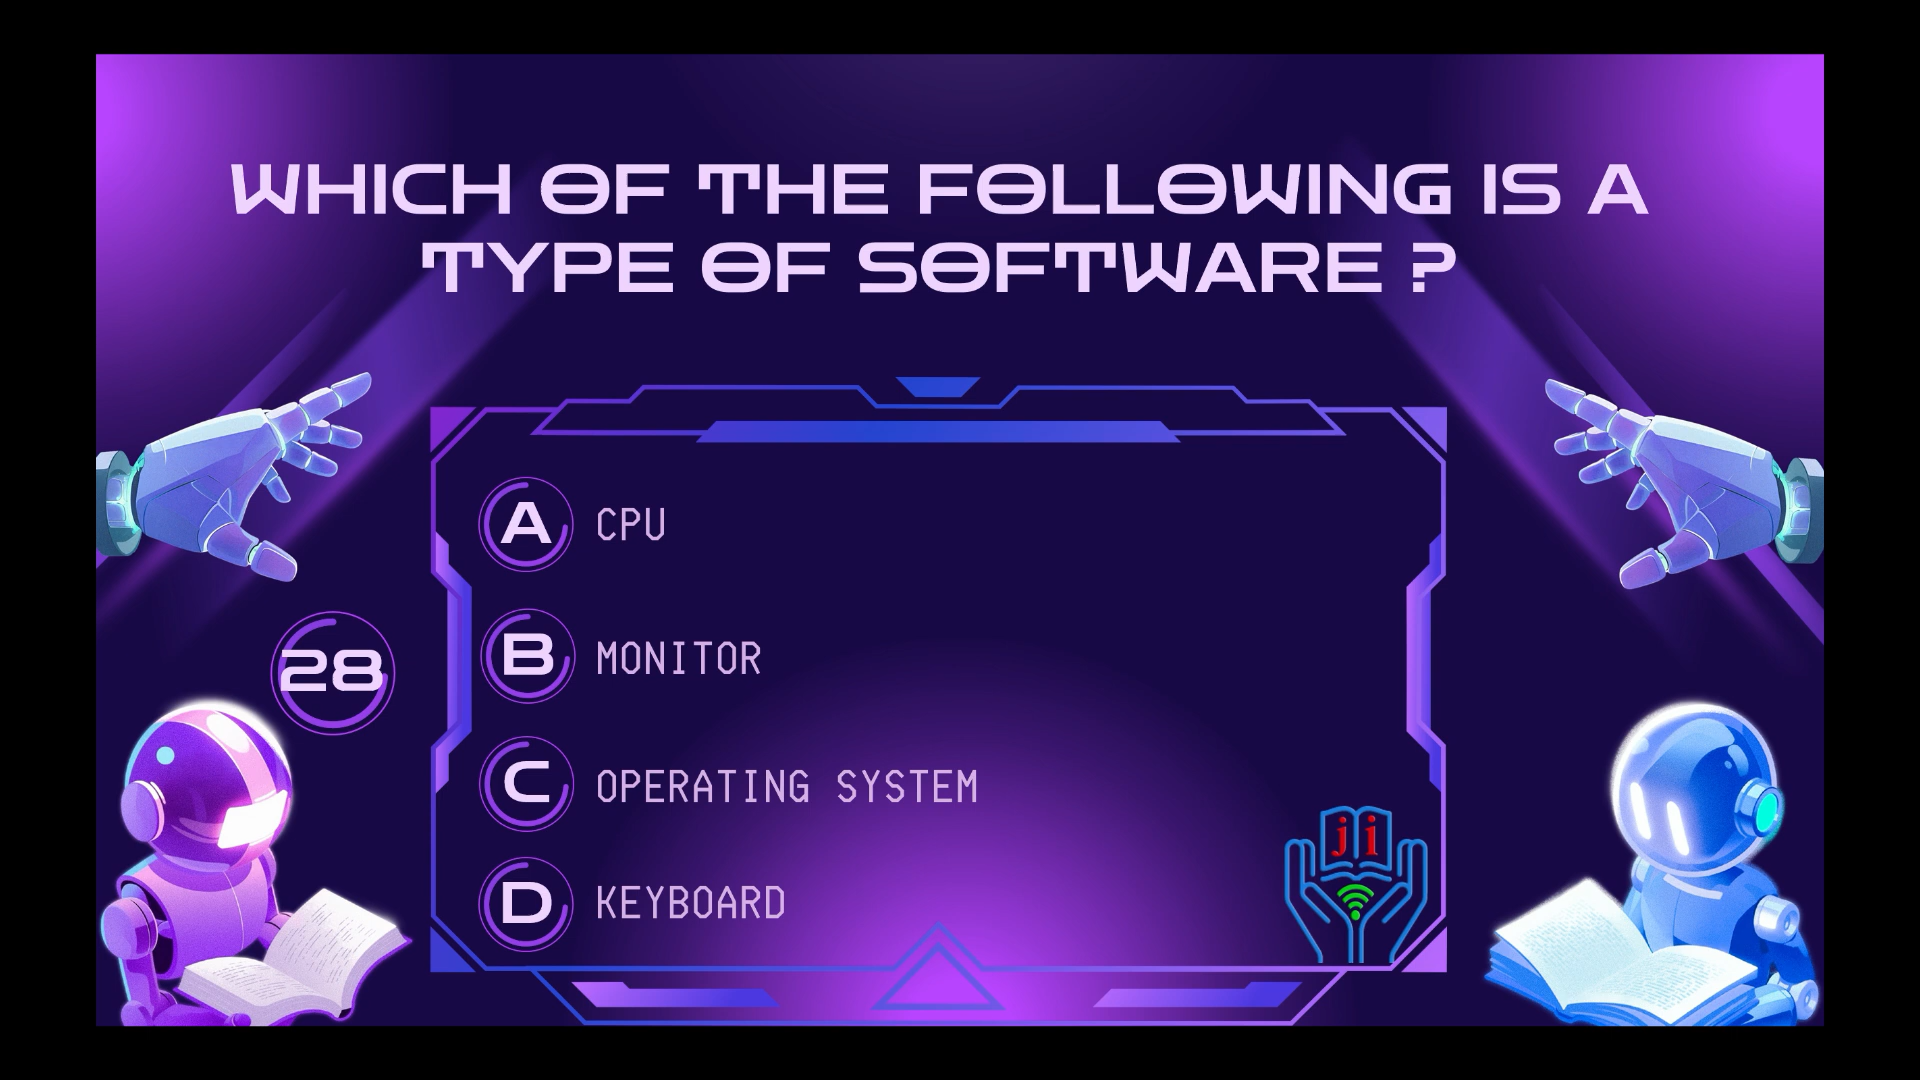 WHICH OF THE FOLLOWING IS A
TYPE OF SOFTWARE ?
A CPU
28
B MONITOR
C OPERATING SYSTEM
D KEYBOARD
ji